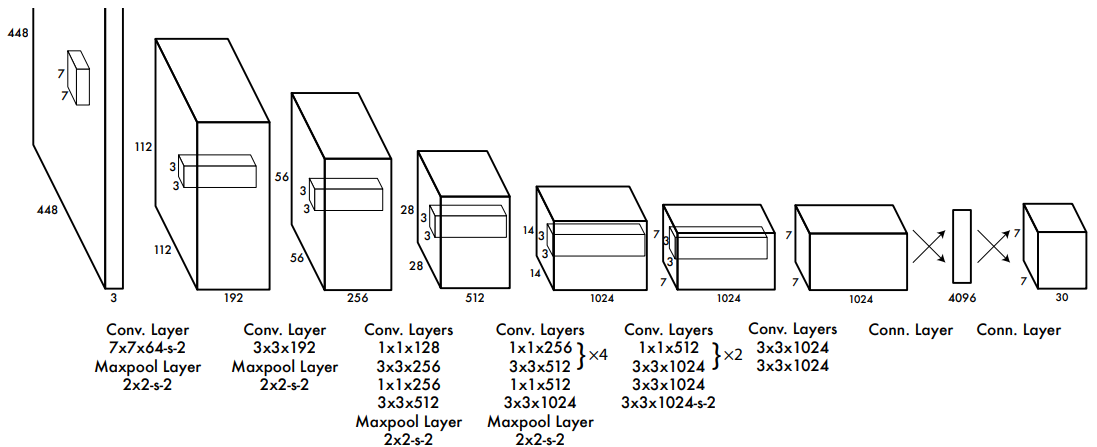 448
7
7
448
3
112
3
3
112
192
56
3
3
56
256
28
3
3
28
512
14
3
3
14
1024
7
3
3
7
1024
7
7
1024
4096
7
7
30
Conv. Layer
7x7x64-s-2
Maxpool Layer
2x2-s-2
Conv. Layer
3x3x192
Maxpool Layer
2x2-s-2
Conv. Layers
1x1x128
3x3x256
1x1x256
3x3x512
Maxpool Layer
2x2-s-2
Conv. Layers
1x1x256
3x3x512
}×4
1x1x512
3x3x1024
Maxpool Layer
2x2-s-2
Conv. Layers
1x1x512
3x3x1024
}×2
3x3x1024
3x3x1024-s-2
Conv. Layers
3x3x1024
3x3x1024
Conn. Layer
Conn. Layer